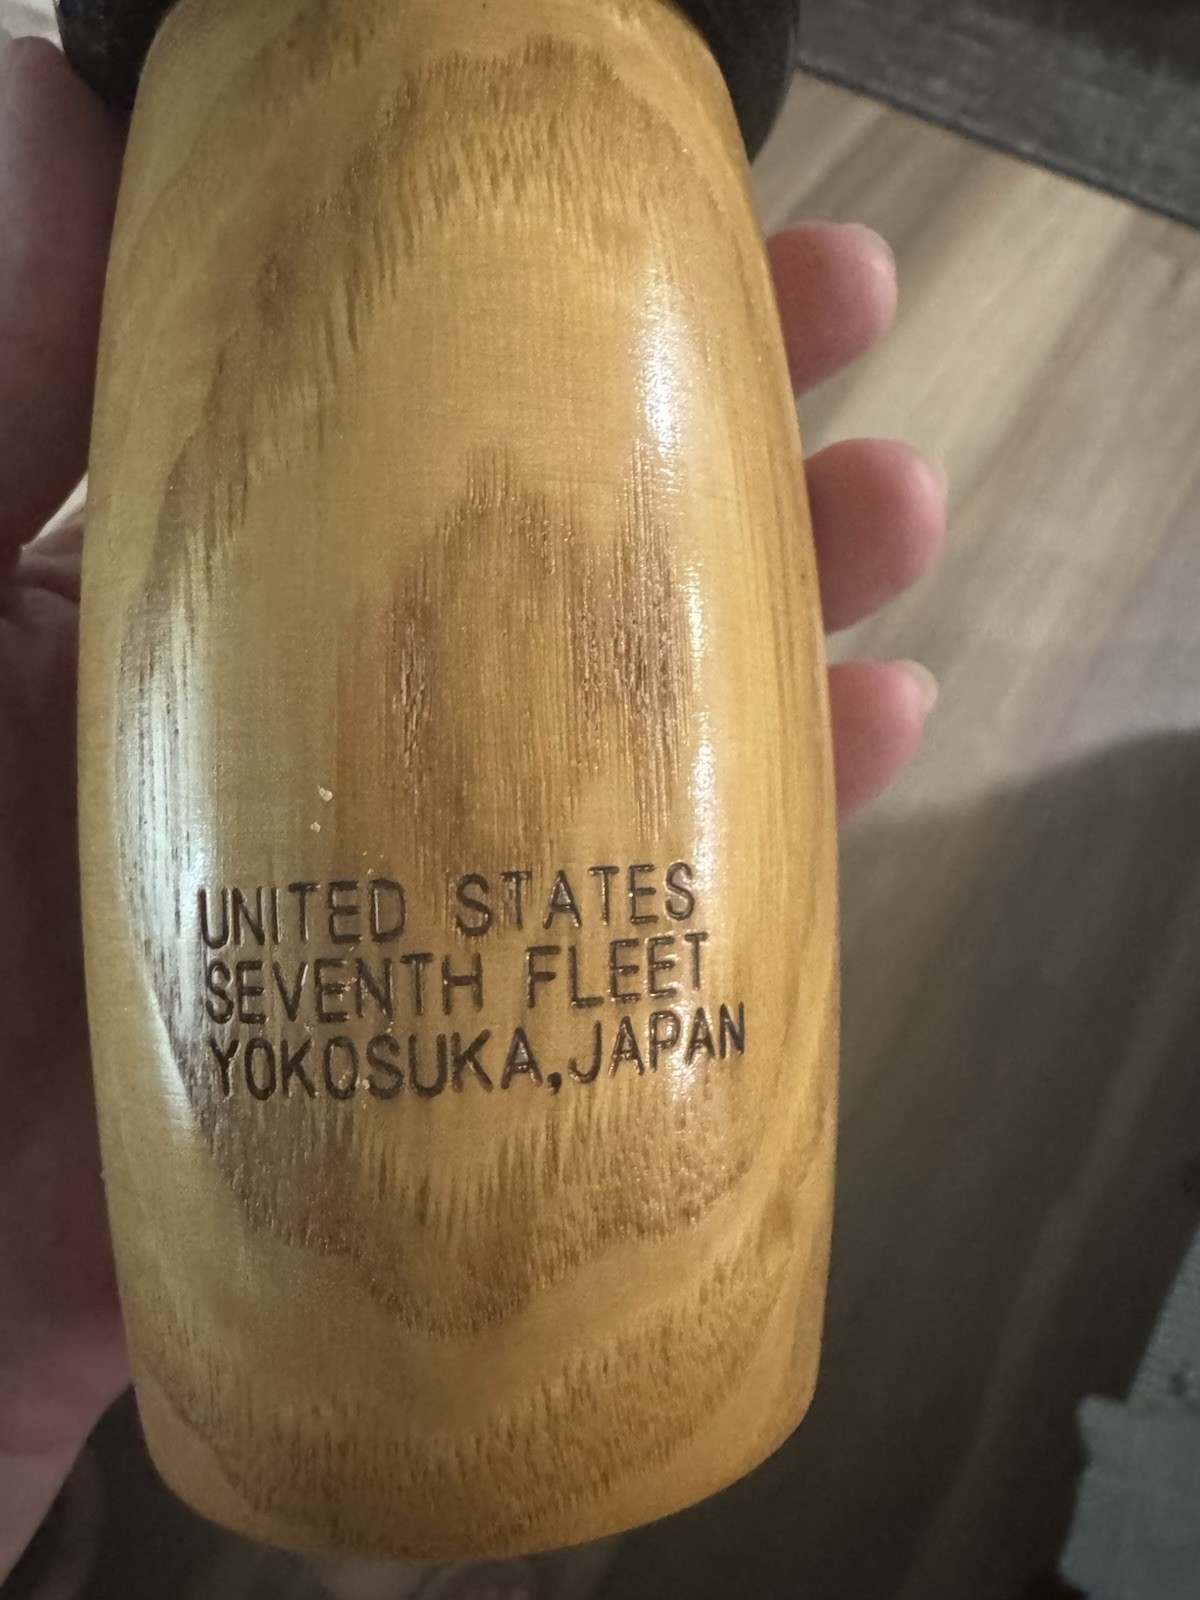 UNITED STATES
SEVENTH FLEET
YOKOSUKA,JAPAN